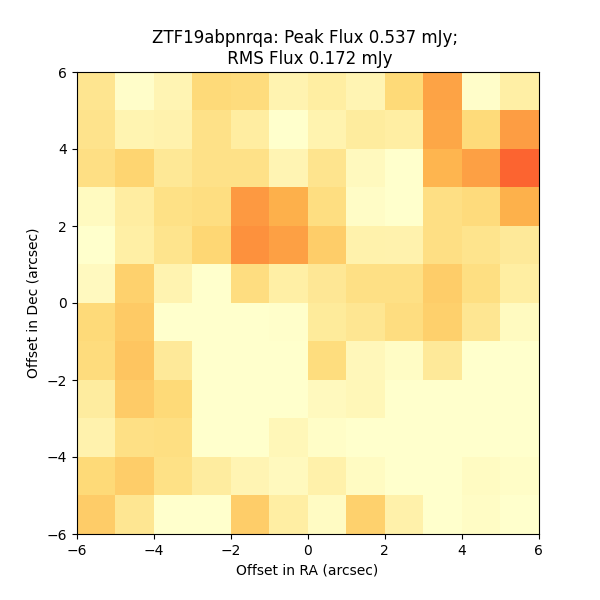 ZTF19abpnrqa: Peak Flux 0.537 mJy;
RMS Flux 0.172 mJy
6
4
2
0
−2
−4
−6
Offset in Dec (arcsec)
−6 −4 −2 0 2 4 6
Offset in RA (arcsec)